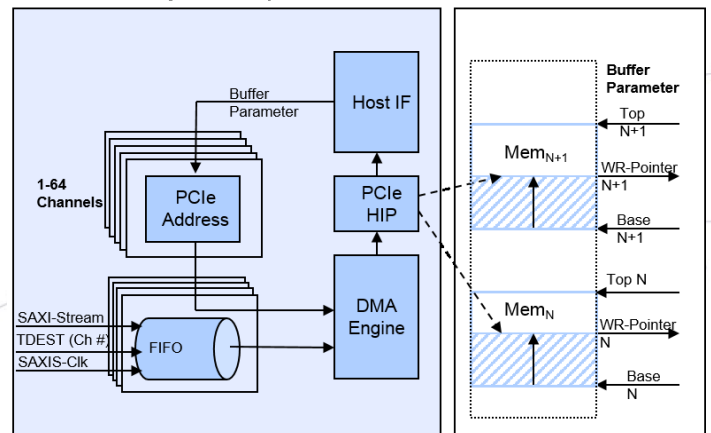 Buffer
Parameter
Host IF
1-64
Channels
PCIe
Address
PCIe
HIP
SAXI-Stream
TDEST (Ch #)
SAXIS-Clk
FIFO
DMA
Engine
Buffer
Parameter
Top
N+1
MemN+1
WR-Pointer
N+1
Base
N+1
Top N
MemN
WR-Pointer
N
Base
N